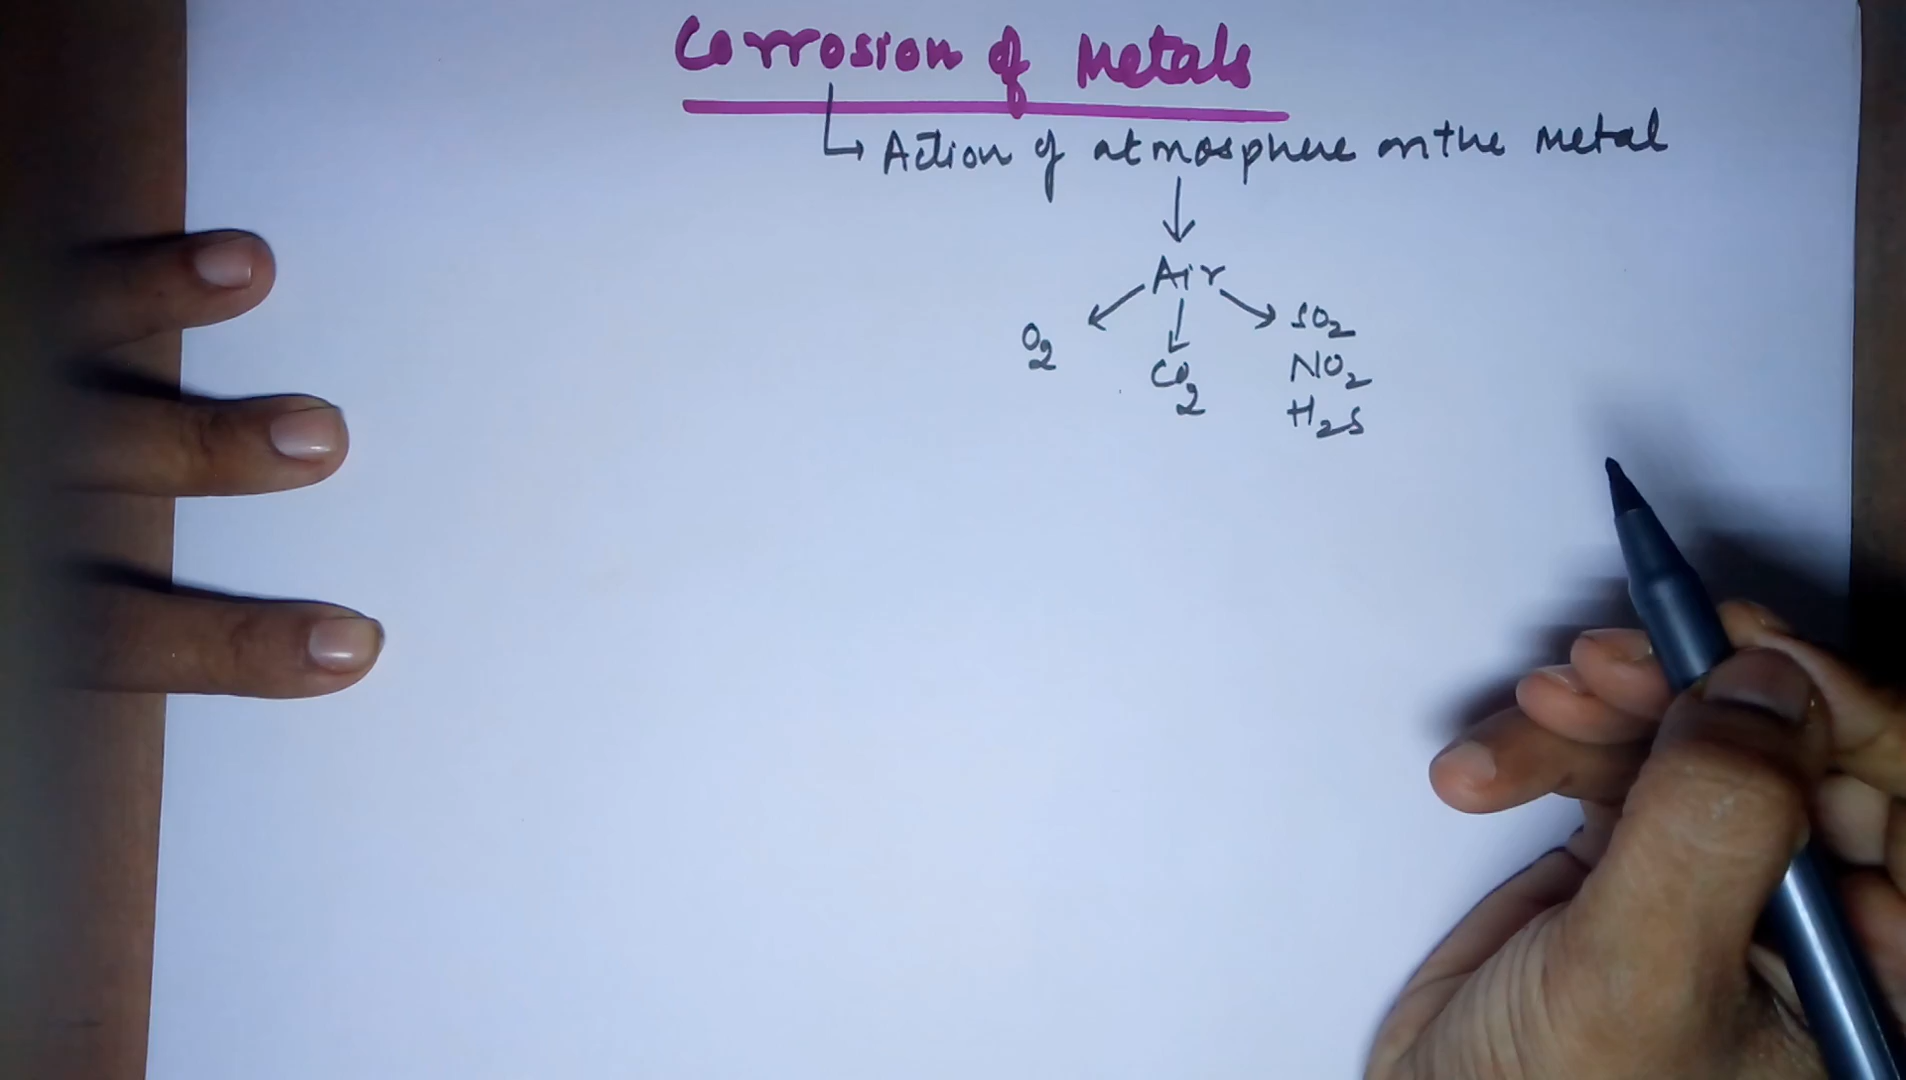 Corrosion of Metals
Action of atmosphere on the metal
Air
O2
CO2
SO2
NO2
H2S